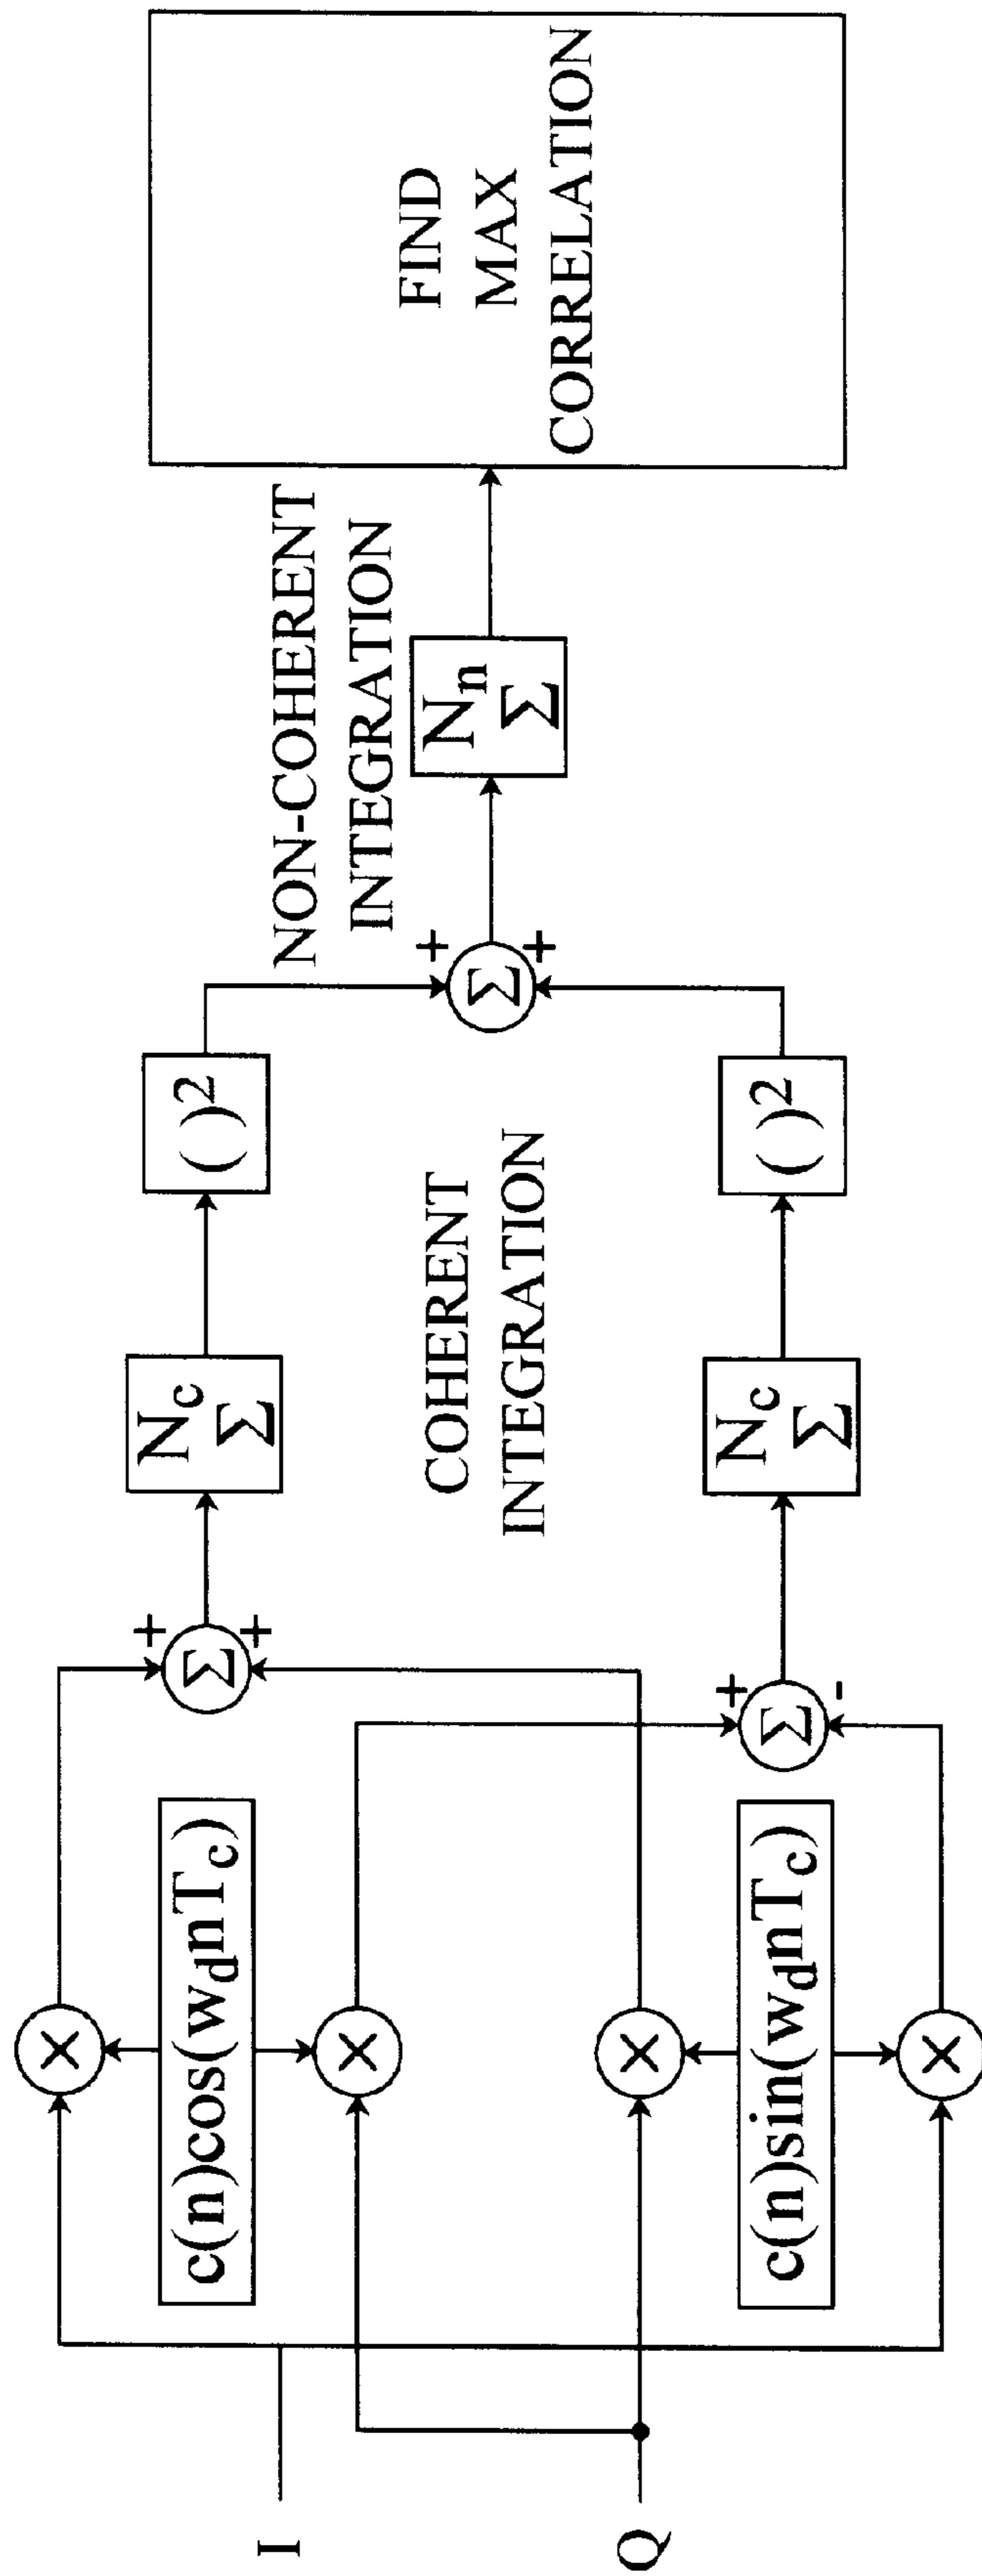 I
Q
c(n)cos(w_d nT_c)
c(n)sin(w_d nT_c)
×
×
×
×
+
Σ
+
+
Σ
-
N_c
Σ
N_c
Σ
COHERENT
INTEGRATION
( )²
( )²
+
Σ
+
NON-COHERENT
INTEGRATION
N_n
Σ
FIND
MAX
CORRELATION